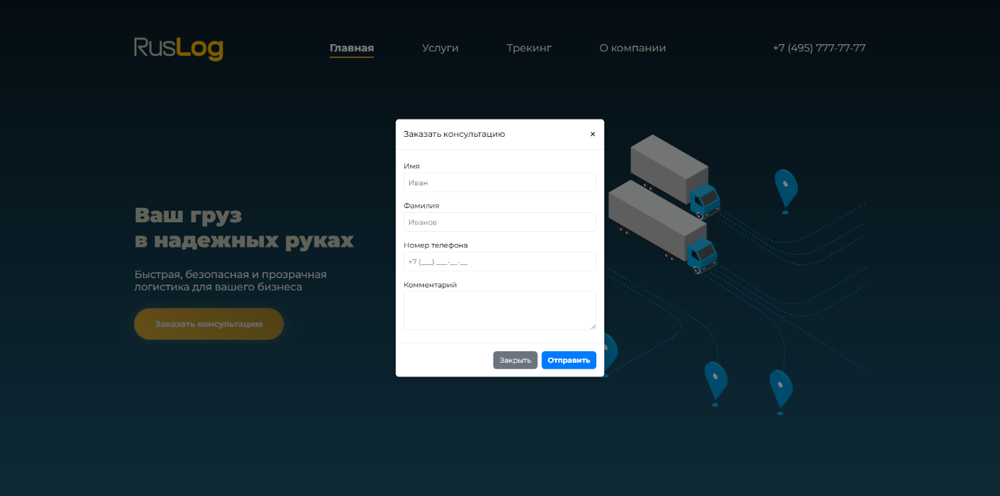 RusLog
Главная
Услуги
Трекинг
О компании
+7 (495) 777-77-77
Ваш груз
в надежных руках
Быстрая, безопасная и прозрачная
логистика для вашего бизнеса
Заказать консультацию
Заказать консультацию ×
Имя
Иван
Фамилия
Иванов
Номер телефона
+7 (___) ___-__-__
Комментарий
Закрыть
Отправить